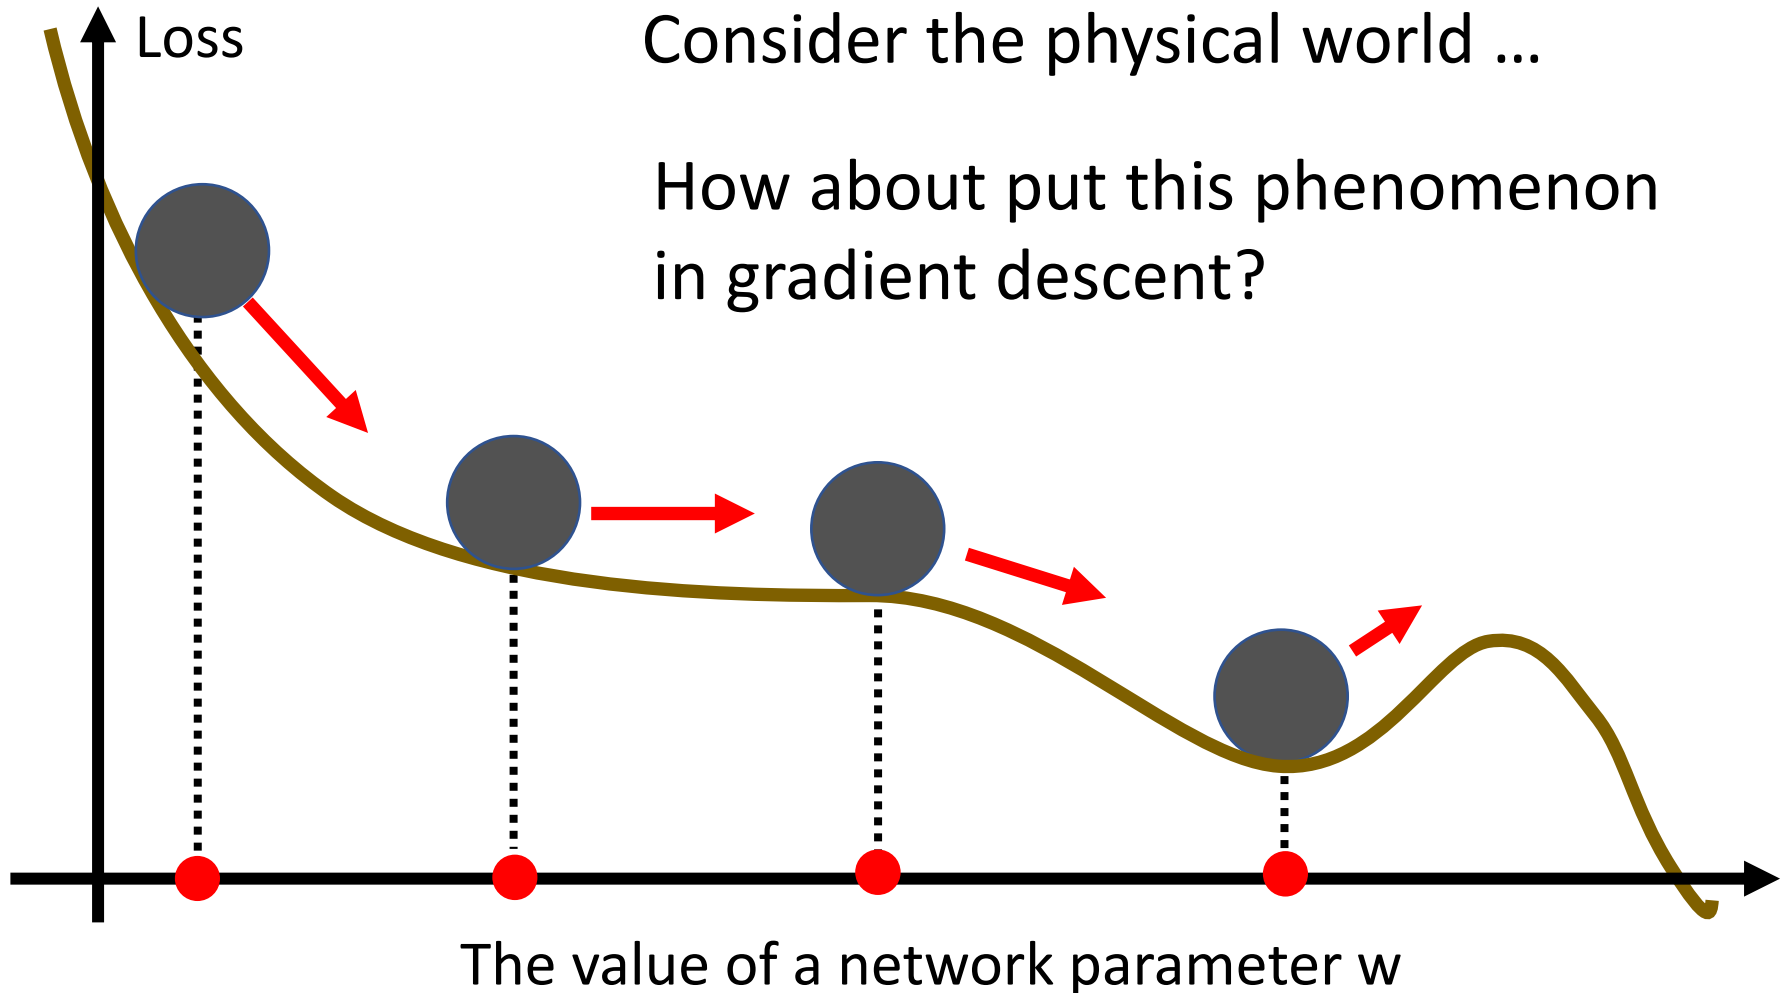 Loss
Consider the physical world ...
How about put this phenomenon
in gradient descent?
The value of a network parameter w